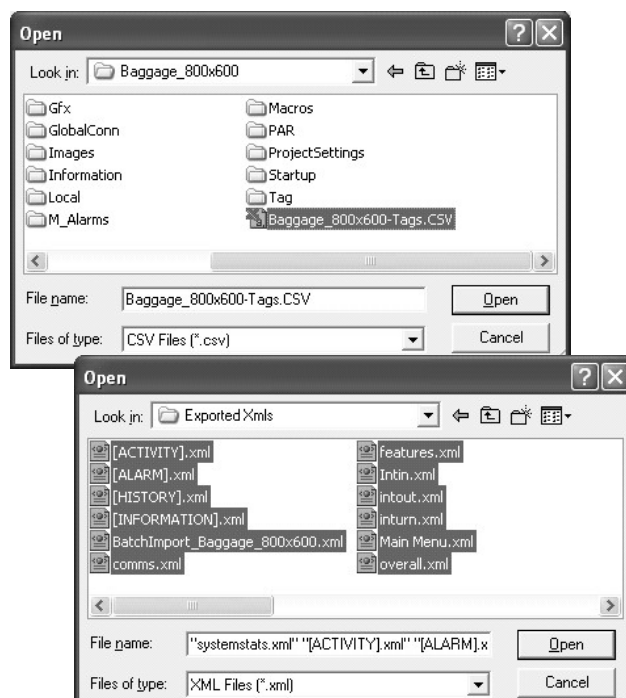 Open
Look in: Baggage_800x600
Gfx Macros
GlobalConn PAR
Images ProjectSettings
Information Startup
Local Tag
M_Alarms Baggage_800x600-Tags.CSV
File name: Baggage_800x600-Tags.CSV Open
Files of type: CSV Files (*.csv) Cancel
Open
Look in: Exported Xmls
[ACTIVITY].xml features.xml
[ALARM].xml Intin.xml
[HISTORY].xml intout.xml
[INFORMATION].xml inturn.xml
BatchImport_Baggage_800x600.xml Main Menu.xml
comms.xml overall.xml
File name: "systemstats.xml" "[ACTIVITY].xml" "[ALARM].x Open
Files of type: XML Files (*.xml) Cancel